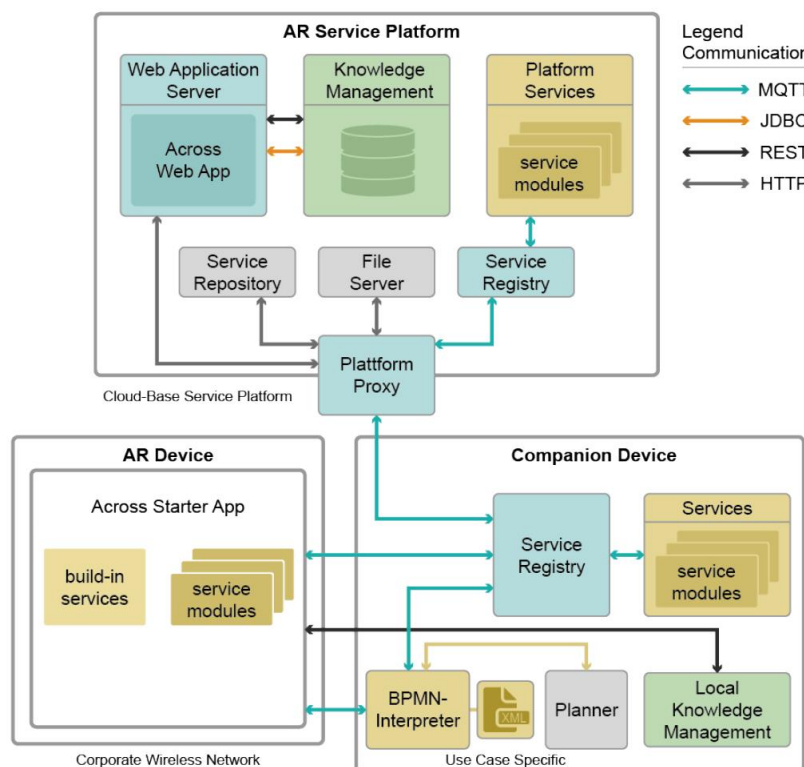 AR Service Platform
Web Application
Server
Across
Web App
Knowledge
Management
Platform
Services
service
modules
Legend
Communication
MQTT
JDBC
REST
HTTP
Service
Repository
File
Server
Service
Registry
Plattform
Proxy
Cloud-Base Service Platform
AR Device
Across Starter App
build-in
services
service
modules
Corporate Wireless Network
Companion Device
Service
Registry
Services
service
modules
BPMN-
Interpreter
XML
Planner
Local
Knowledge
Management
Use Case Specific